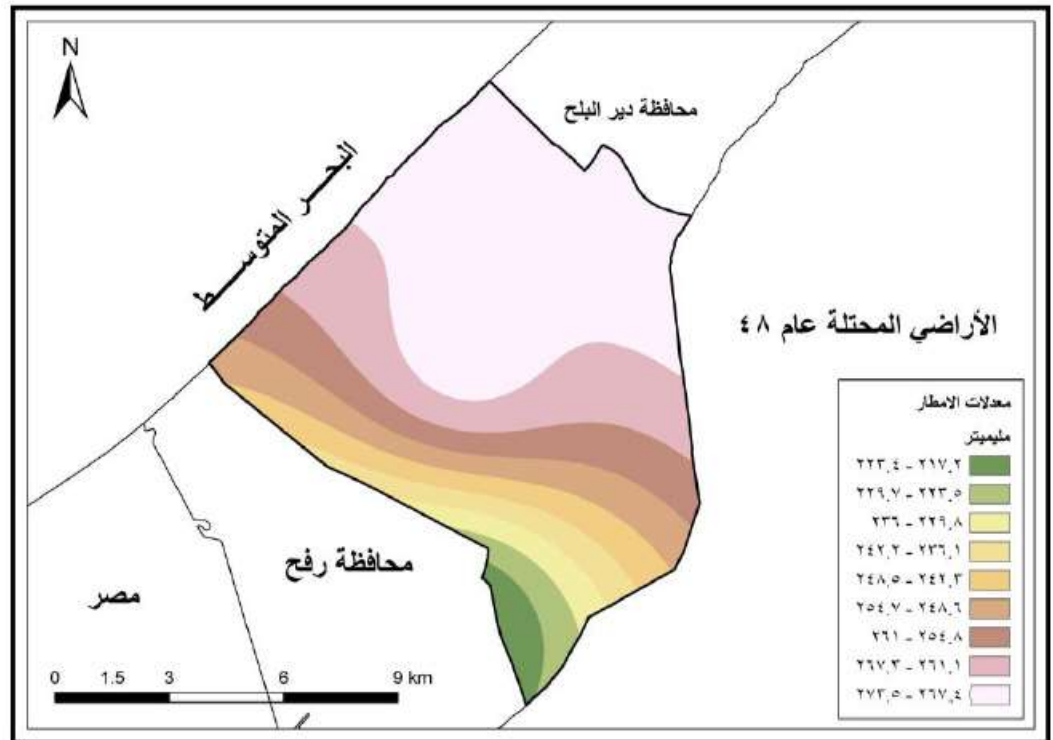 N
محافظة دير البلح
البحـــر المتوســـط
الأراضي المحتلة عام ٤٨
محافظة رفح
مصر
0 1.5 3 6 9 km
معدلات الامطار
مليميتر
٢١٧,٢ - ٢٢٣,٤
٢٢٣,٥ - ٢٢٩,٧
٢٢٩,٨ - ٢٣٦
٢٣٦,١ - ٢٤٢,٢
٢٤٢,٣ - ٢٤٨,٥
٢٤٨,٦ - ٢٥٤,٧
٢٥٤,٨ - ٢٦١
٢٦١,١ - ٢٦٧,٣
٢٦٧,٤ - ٢٧٣,٥